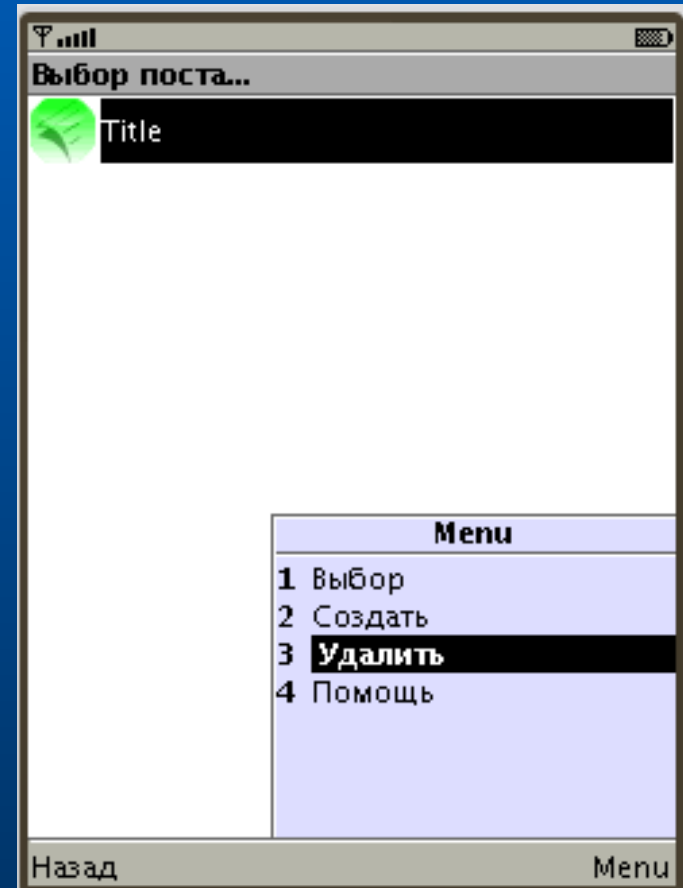 Выбор поста...
Title
Menu
1 Выбор
2 Создать
3 Удалить
4 Помощь
Назад Menu